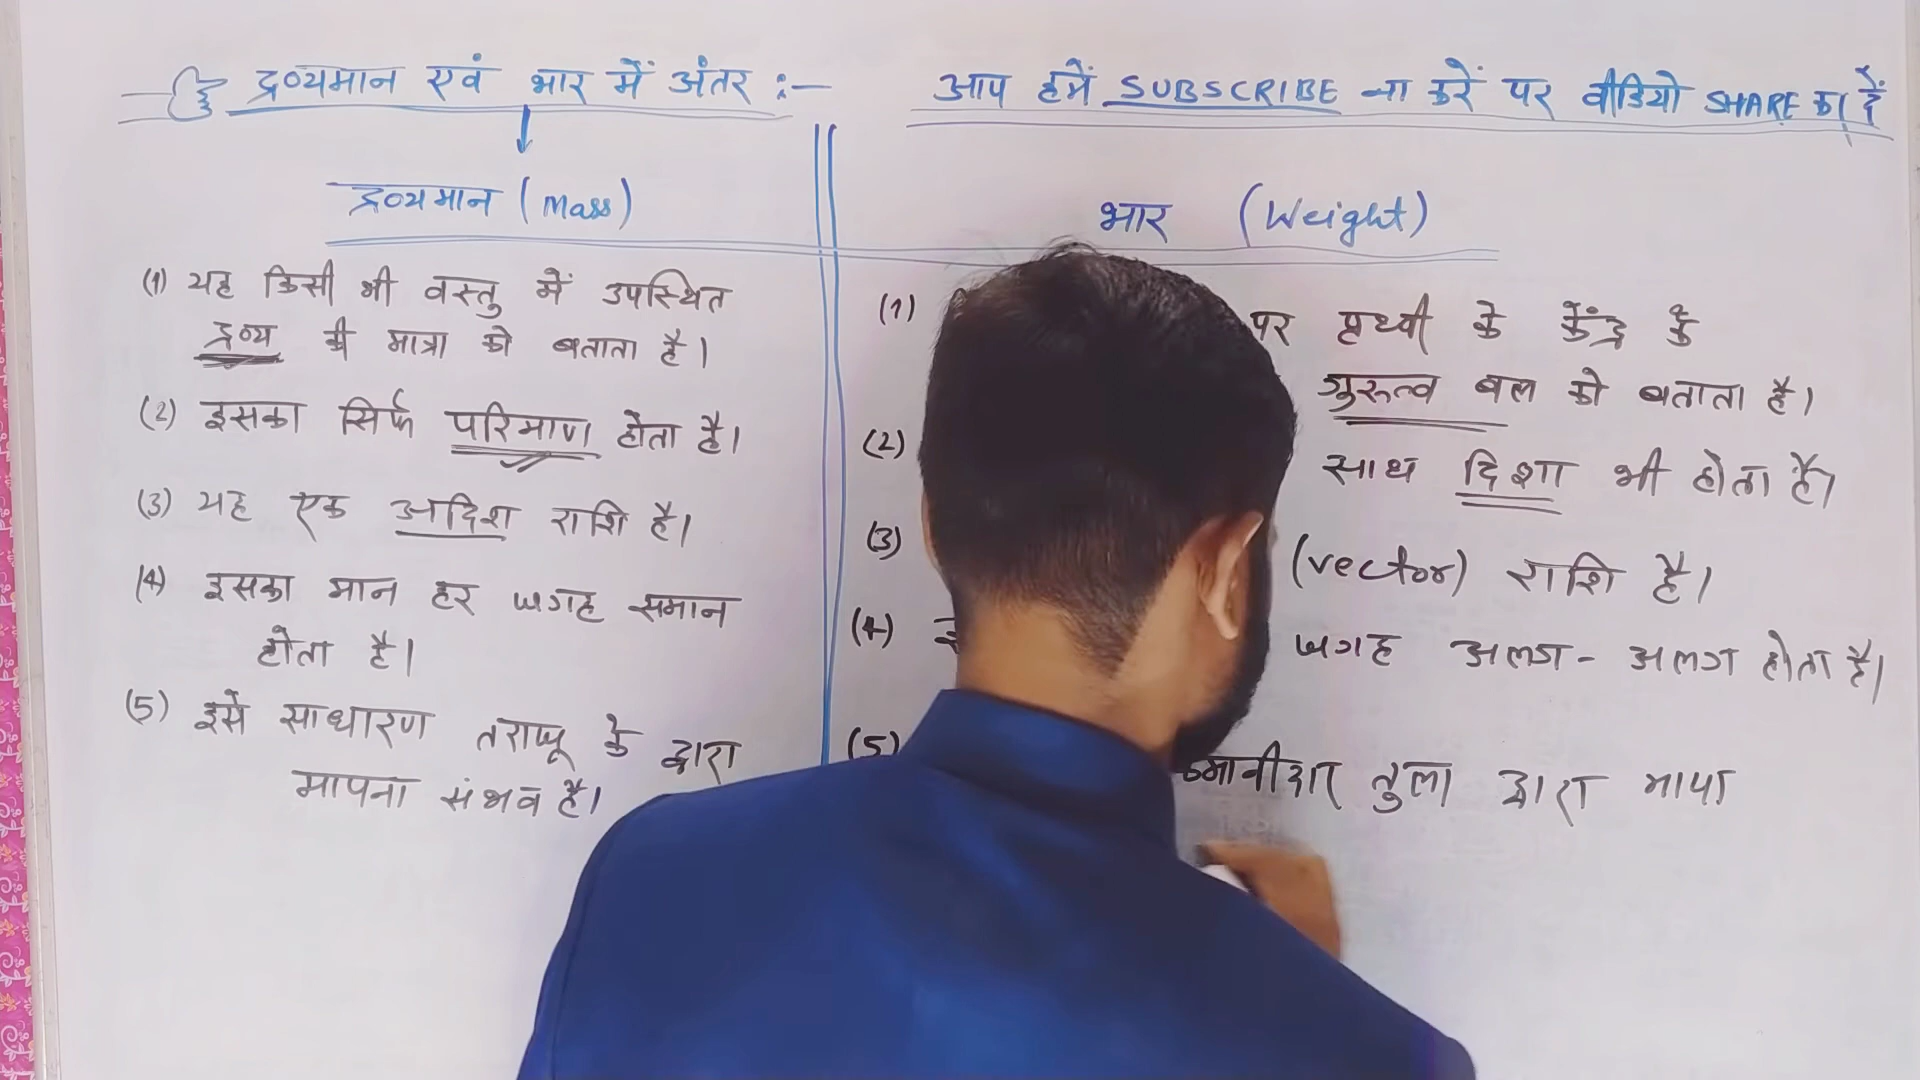 द्रव्यमान एवं भार में अंतर :-
आप हमें SUBSCRIBE ना करें पर वीडियो SHARE कर दें
द्रव्यमान (Mass)
भार (Weight)
(1) यह किसी भी वस्तु में उपस्थित
द्रव्य की मात्रा को बताता है।
(2) इसका सिर्फ परिमाण होता है।
(3) यह एक अदिश राशि है।
(4) इसका मान हर जगह समान
होता है।
(5) इसे साधारण तराजू के द्वारा
मापना संभव है।
(1) पर पृथ्वी के केंद्र के
गुरुत्व बल को बताता है।
(2) साथ दिशा भी होता है।
(3) (vector) राशि है।
(4) जगह अलग-अलग होता है।
(5) कमानीदार तुला द्वारा मापा